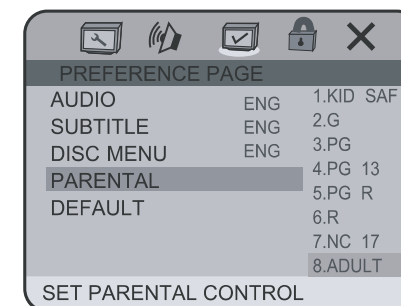 PREFERENCE PAGE
AUDIO ENG
SUBTITLE ENG
DISC MENU ENG
PARENTAL
DEFAULT
1.KID SAF
2.G
3.PG
4.PG 13
5.PG R
6.R
7.NC 17
8.ADULT
SET PARENTAL CONTROL